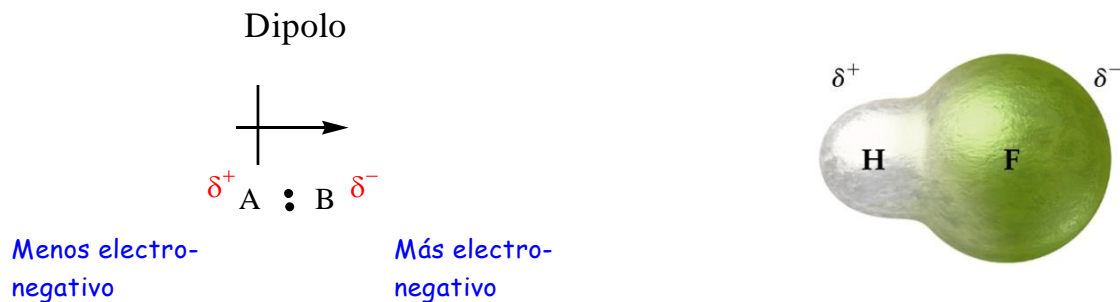 Dipolo
δ+ A : B δ−
Menos electro-
negativo
Más electro-
negativo
δ+
δ−
H
F